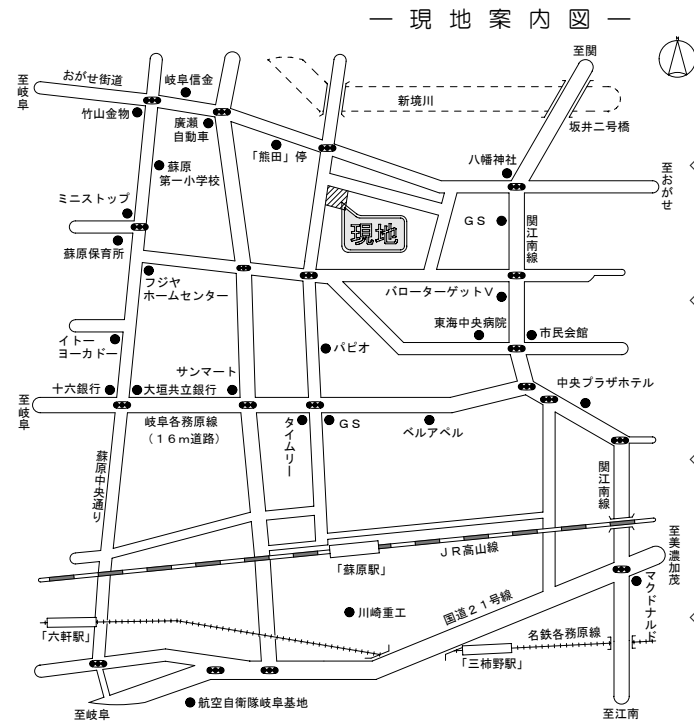 ― 現地案内図 ―
至関
至岐阜
おがせ街道
岐阜信金
新境川
竹山金物
廣瀬
自動車
「熊田」停
坂井二号橋
八幡神社
至おがせ
蘇原
第一小学校
ミニストップ
GS
関江南線
現地
蘇原保育所
フジヤ
ホームセンター
バローターゲットV
東海中央病院
市民会館
イトー
ヨーカドー
パピオ
サンマート
中央プラザホテル
十六銀行
大垣共立銀行
至岐阜
岐阜各務原線
(16m道路)
タイムリー
GS
ベルアペル
蘇原中央通り
関江南線
至美濃加茂
JR高山線
「蘇原駅」
マクドナルド
川崎重工
国道21号線
「六軒駅」
名鉄各務原線
「三柿野駅」
航空自衛隊岐阜基地
至岐阜
至江南